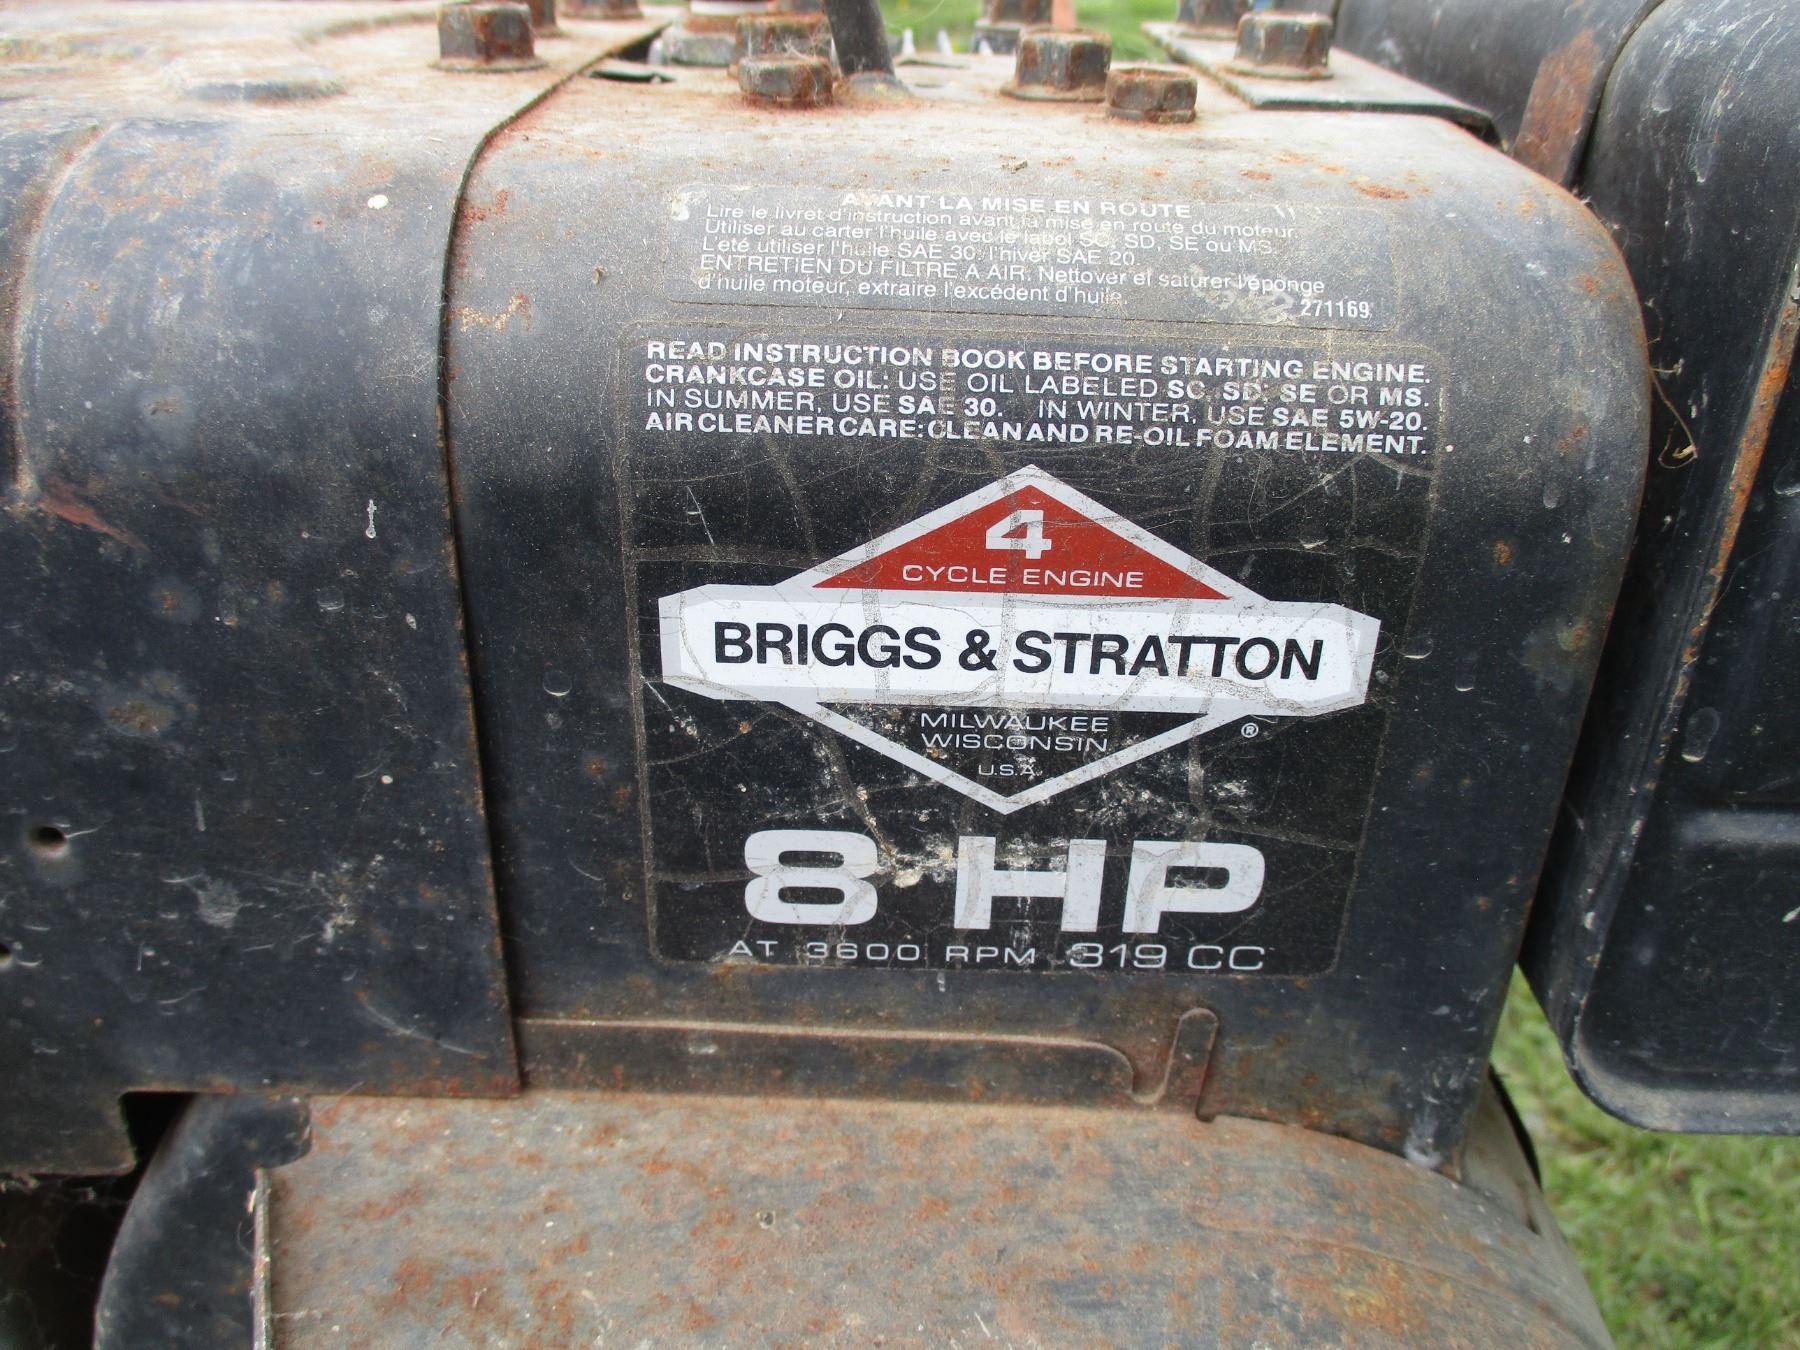 AVANT LA MISE EN ROUTE
Lire le livret d'instruction avant la mise en route du moteur.
Utiliser au carter l'huile avec le label SC, SD, SE ou MS.
L'eté utiliser l'huile SAE 30, l'hiver SAE 20.
ENTRETIEN DU FILTRE A AIR. Nettoyer et saturer l'éponge
d'huile moteur, extraire l'excédent d'huile.
271169
READ INSTRUCTION BOOK BEFORE STARTING ENGINE.
CRANKCASE OIL: USE OIL LABELED SC, SD, SE OR MS.
IN SUMMER, USE SAE 30. IN WINTER, USE SAE 5W-20.
AIR CLEANER CARE: CLEAN AND RE-OIL FOAM ELEMENT.
4
CYCLE ENGINE
BRIGGS & STRATTON
MILWAUKEE
WISCONSIN
®
U.S.A.
8 HP
AT 3600 RPM 319 CC